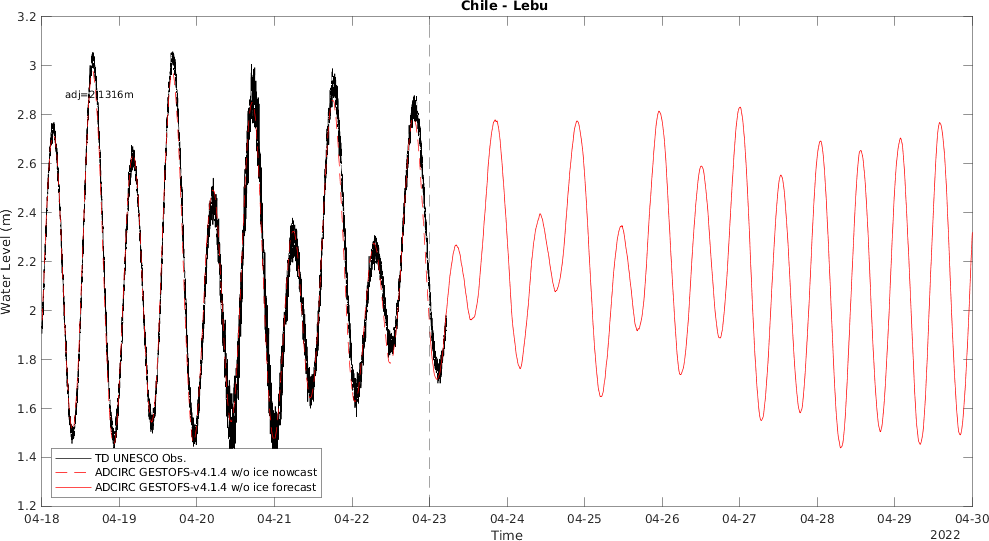 Chile - Lebu
3.2
3
2.8
2.6
2.4
2.2
2
1.8
1.6
1.4
1.2
Water Level (m)
adj=2.1316m
TD UNESCO Obs.
ADCIRC GESTOFS-v4.1.4 w/o ice nowcast
ADCIRC GESTOFS-v4.1.4 w/o ice forecast
04-18 04-19 04-20 04-21 04-22 04-23 04-24 04-25 04-26 04-27 04-28 04-29 04-30
Time
2022